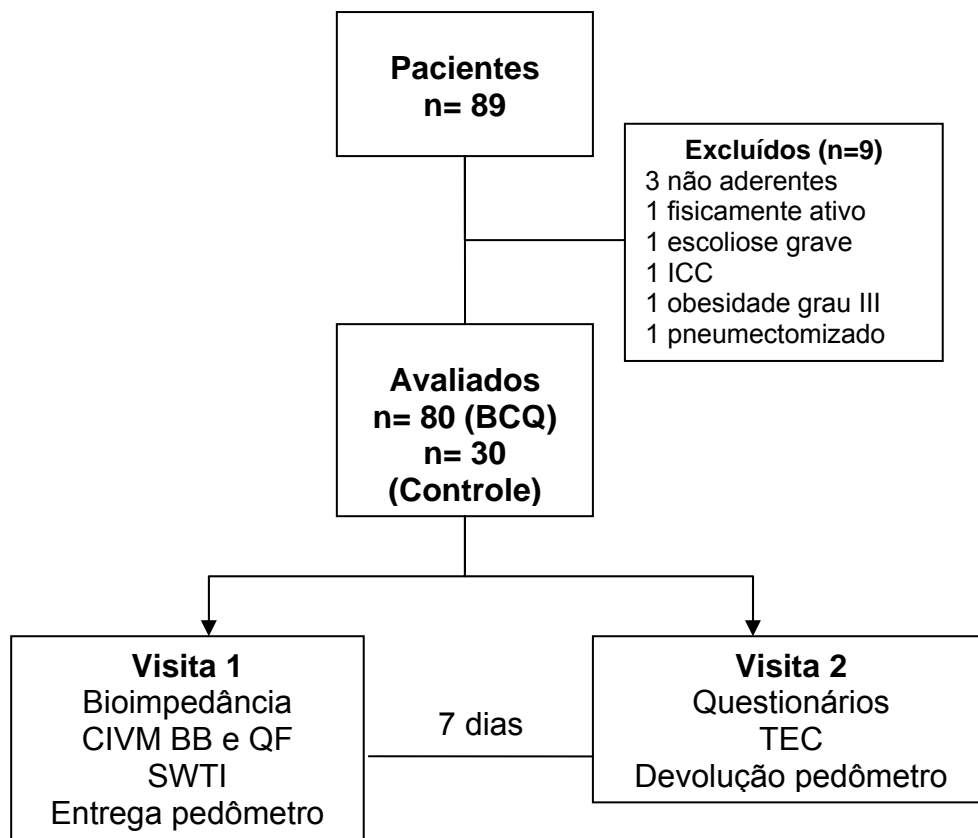 Pacientes
n= 89
Excluídos (n=9)
3 não aderentes
1 fisicamente ativo
1 escoliose grave
1 ICC
1 obesidade grau III
1 pneumectomizado
Avaliados
n= 80 (BCQ)
n= 30
(Controle)
Visita 1
Bioimpedância
CIVM BB e QF
SWTI
Entrega pedômetro
7 dias
Visita 2
Questionários
TEC
Devolução pedômetro